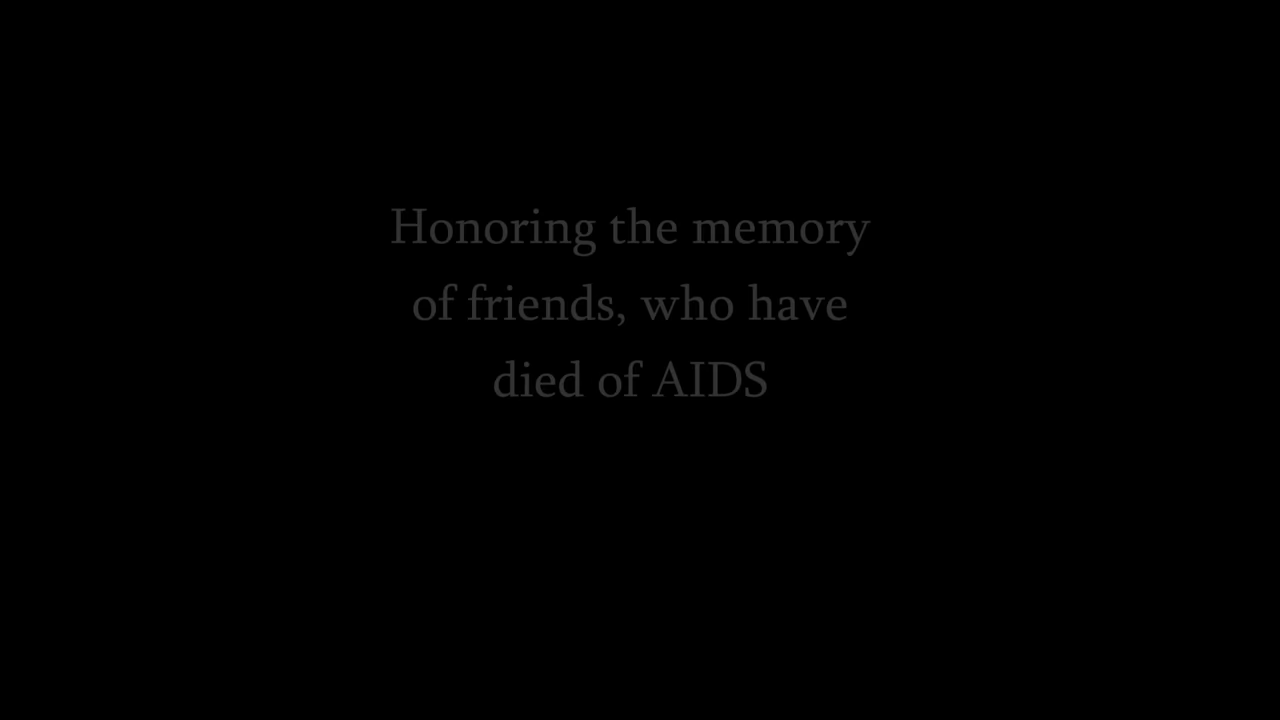 Honoring the memory
of friends, who have
died of AIDS